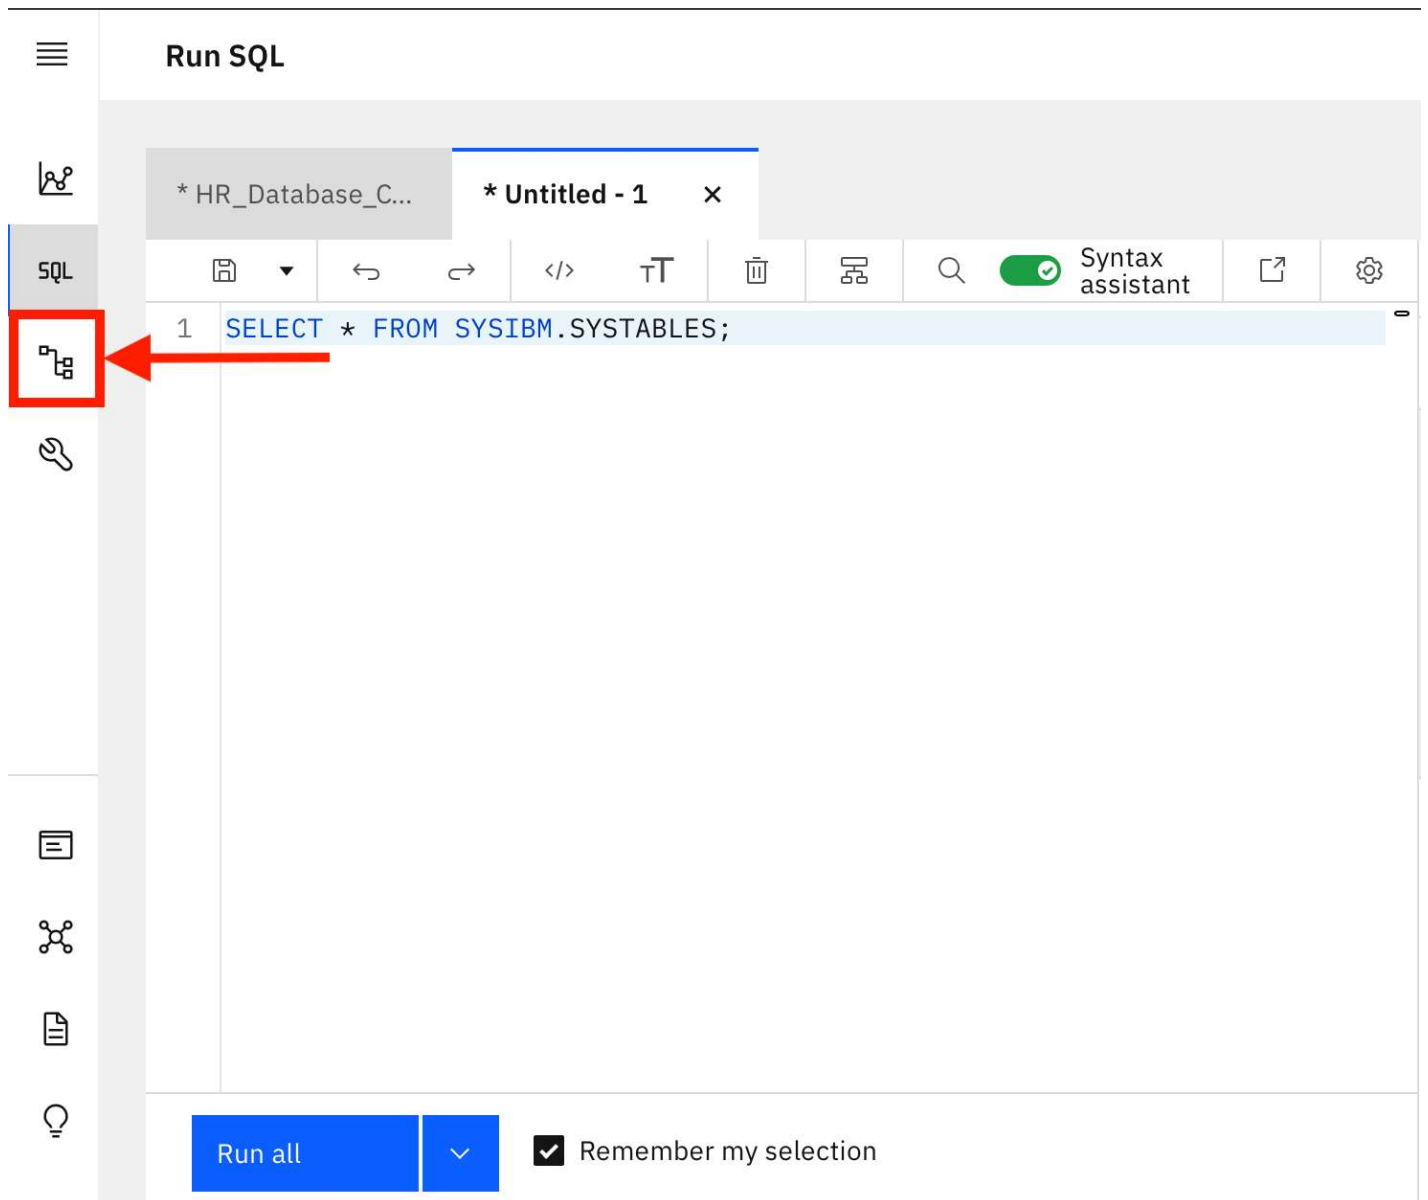 Run SQL
* HR_Database_C...
* Untitled - 1
SQL
Syntax
assistant
1 SELECT * FROM SYSIBM.SYSTABLES;
Run all
Remember my selection